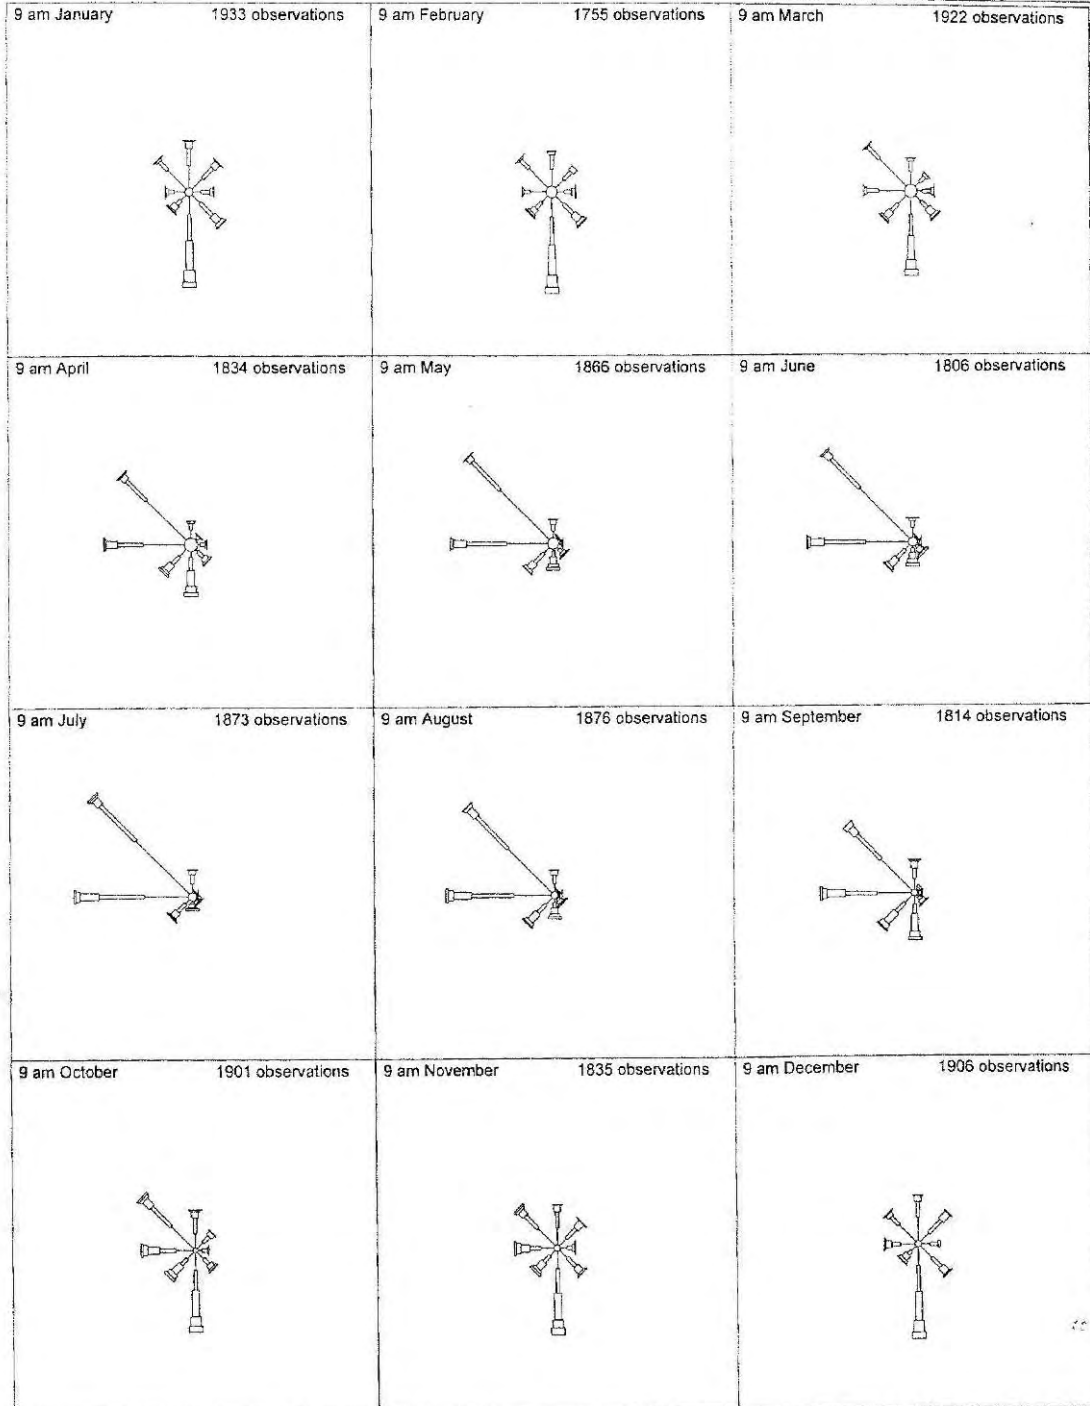 9 am January 1933 observations
9 am February 1755 observations
9 am March 1922 observations
9 am April 1834 observations
9 am May 1866 observations
9 am June 1806 observations
9 am July 1873 observations
9 am August 1876 observations
9 am September 1814 observations
9 am October 1901 observations
9 am November 1835 observations
9 am December 1906 observations